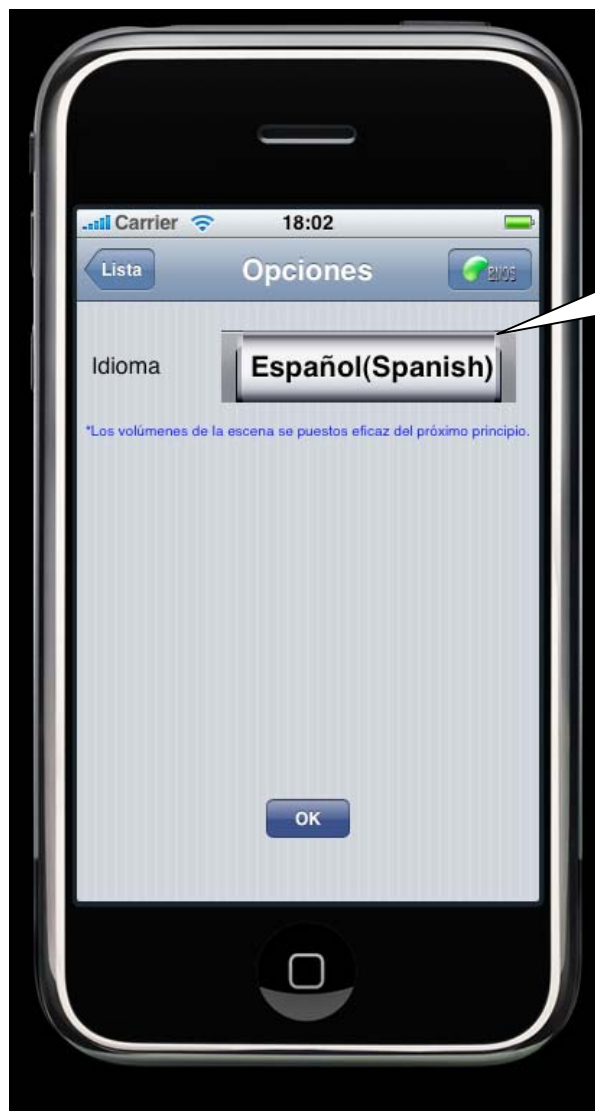 Carrier 18:02
Lista Opciones ENOS
Idioma Español(Spanish)
*Los volúmenes de la escena se puestos eficaz del próximo principio.
OK